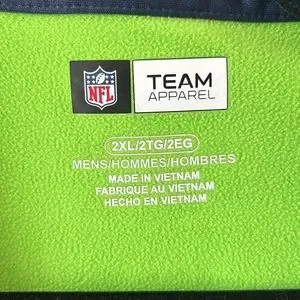 NFL
TEAM
APPAREL
2XL/2TG/2EG
MENS/HOMMES/HOMBRES
MADE IN VIETNAM
FABRIQUE AU VIETNAM
HECHO EN VIETNAM